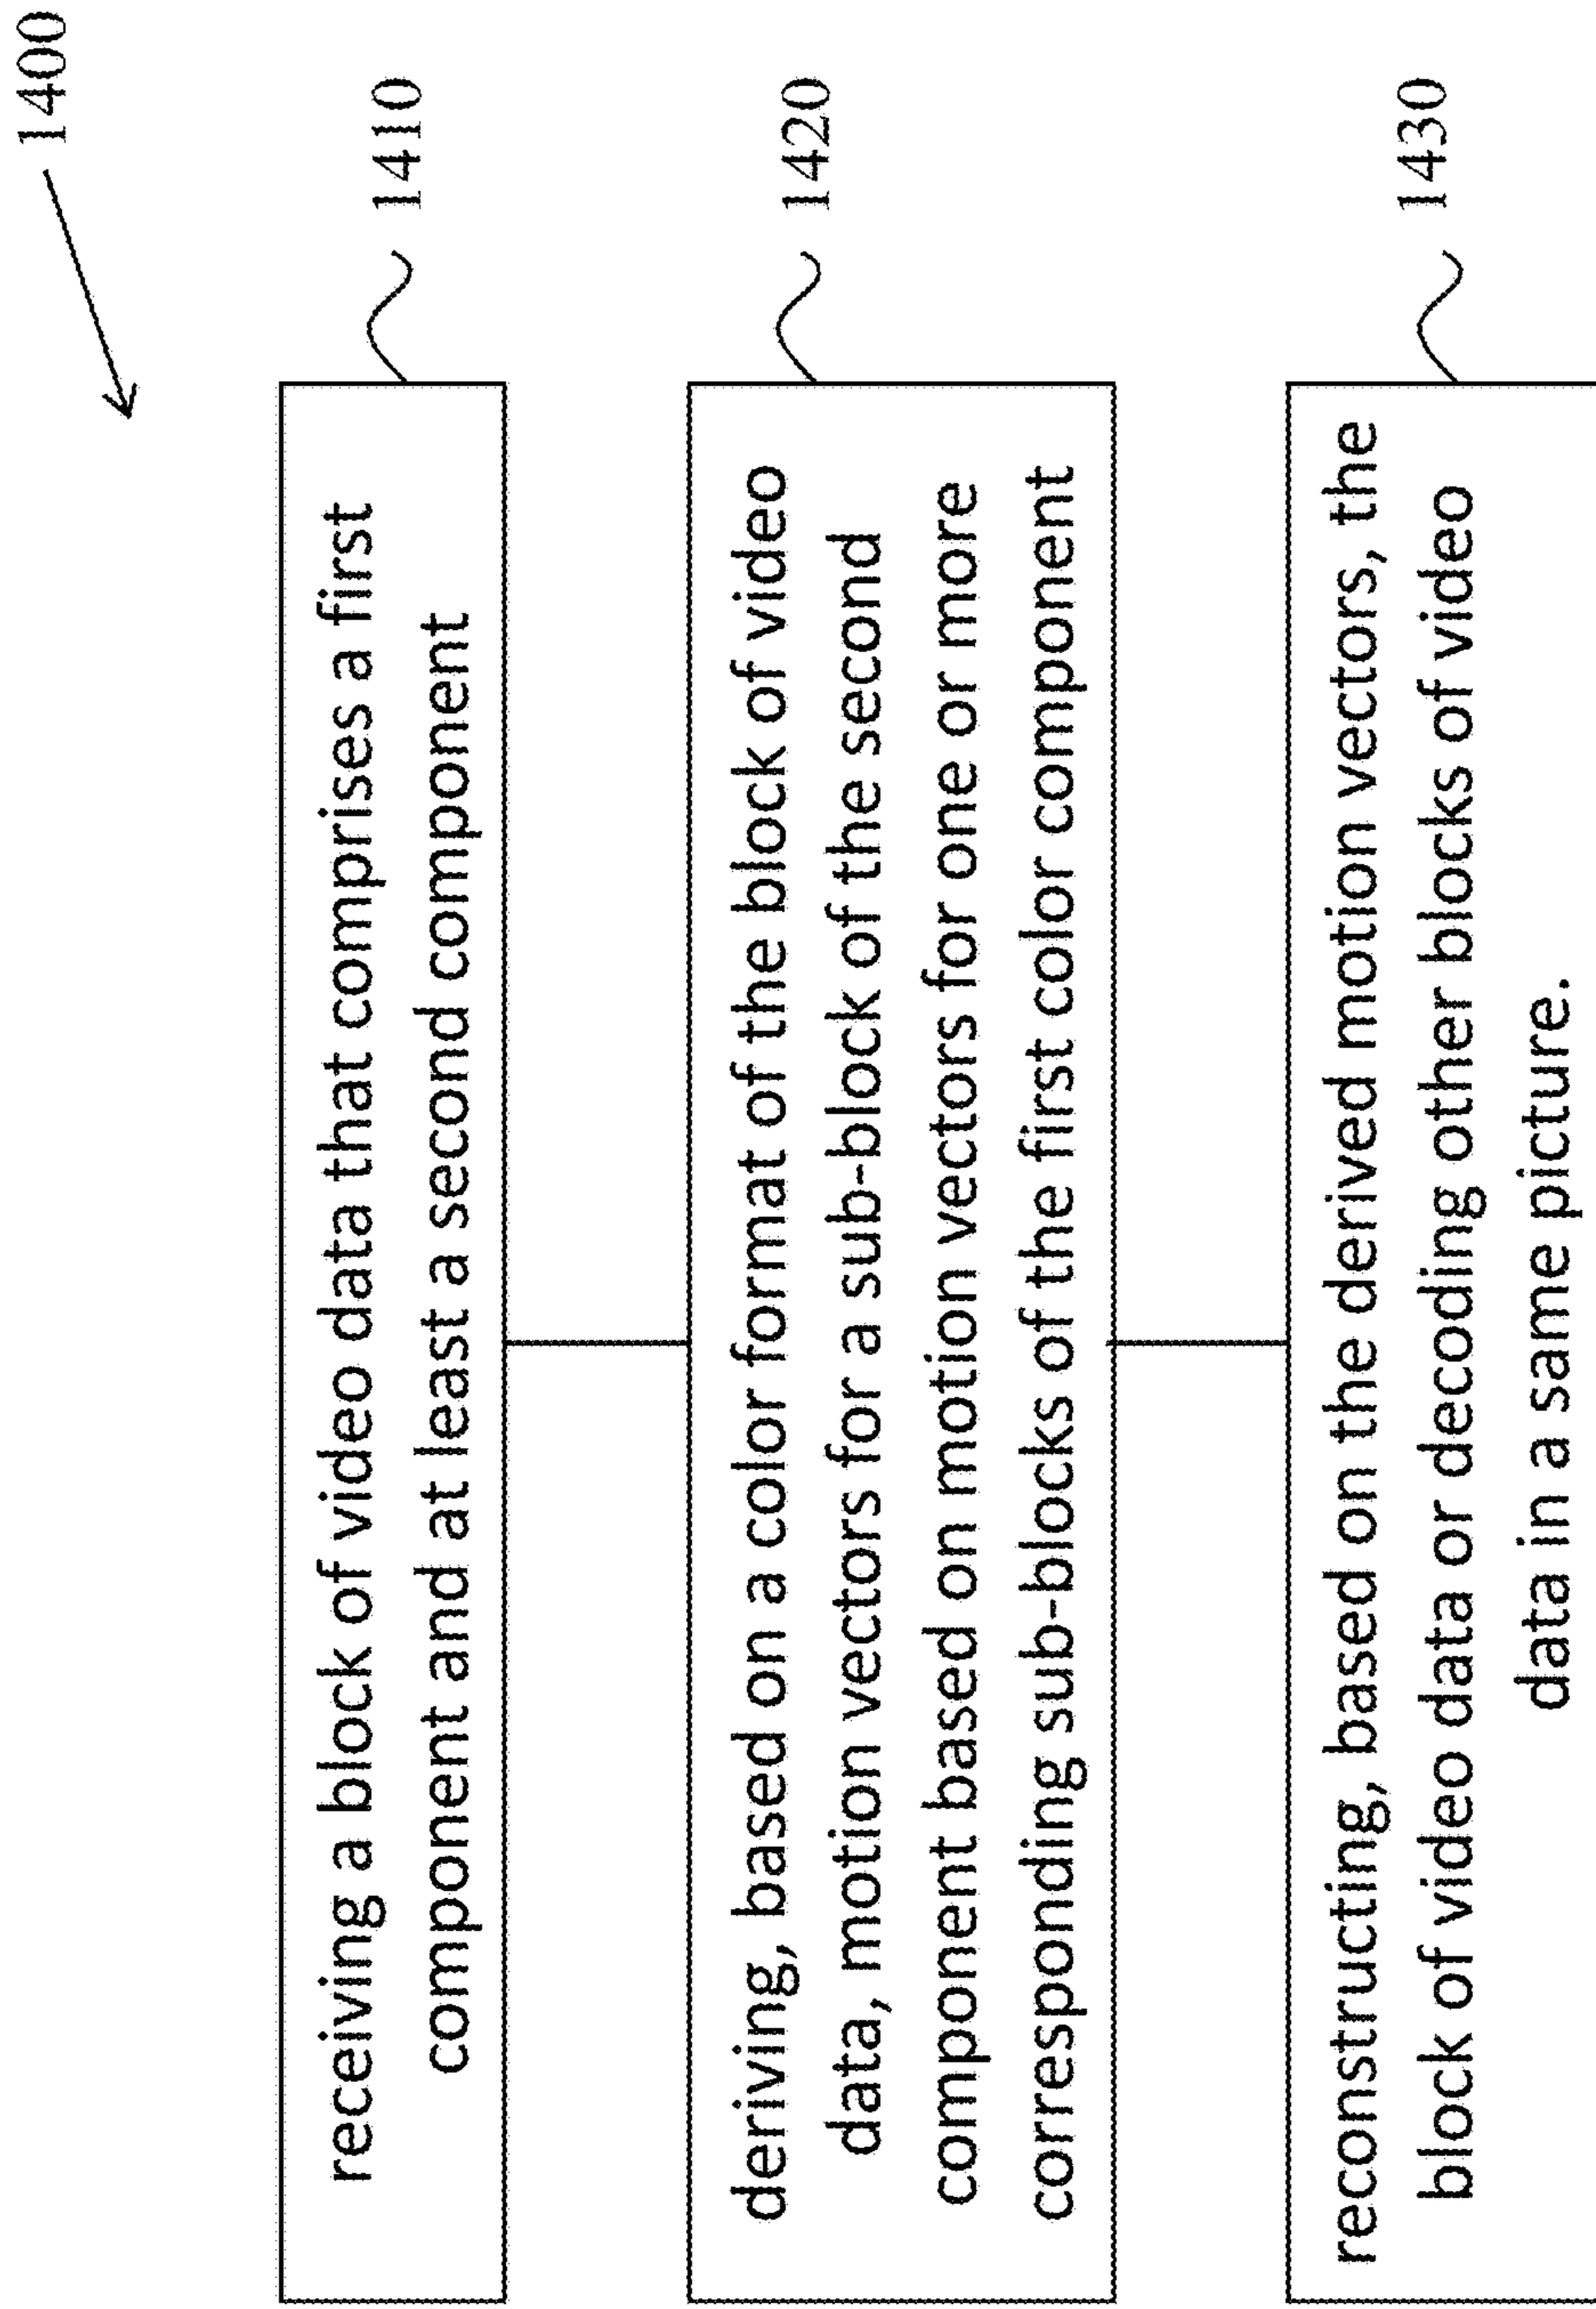 1400
receiving a block of video data that comprises a first
component and at least a second component
1410
deriving, based on a color format of the block of video
data, motion vectors for a sub-block of the second
component based on motion vectors for one or more
corresponding sub-blocks of the first color component
1420
reconstructing, based on the derived motion vectors, the
block of video data or decoding other blocks of video
data in a same picture.
1430